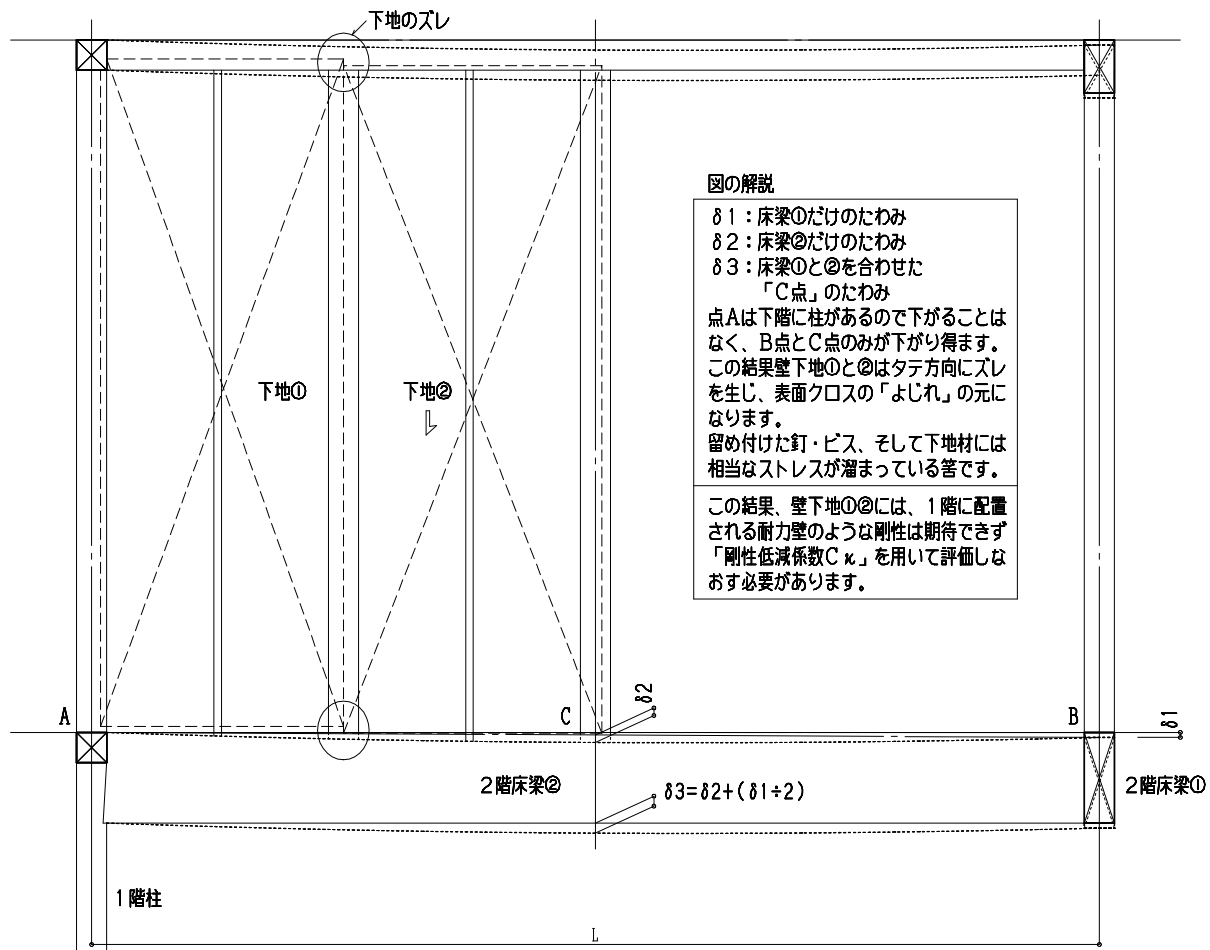 下地のズレ
図の解説
δ1：床梁①だけのたわみ
δ2：床梁②だけのたわみ
δ3：床梁①と②を合わせた
「C点」のたわみ
点Aは下階に柱があるので下がることは
なく、B点とC点のみが下がり得ます。
この結果壁下地①と②はタテ方向にズレ
を生じ、表面クロスの「よじれ」の元に
なります。
留め付けた釘・ビス、そして下地材には
相当なストレスが溜まっている筈です。
この結果、壁下地①②には、1階に配置
される耐力壁のような剛性は期待できず
「剛性低減係数Cκ」を用いて評価しな
おす必要があります。
下地①
下地②
A
C
δ2
B
δ1
2階床梁②
δ3=δ2+(δ1÷2)
2階床梁①
1階柱
L